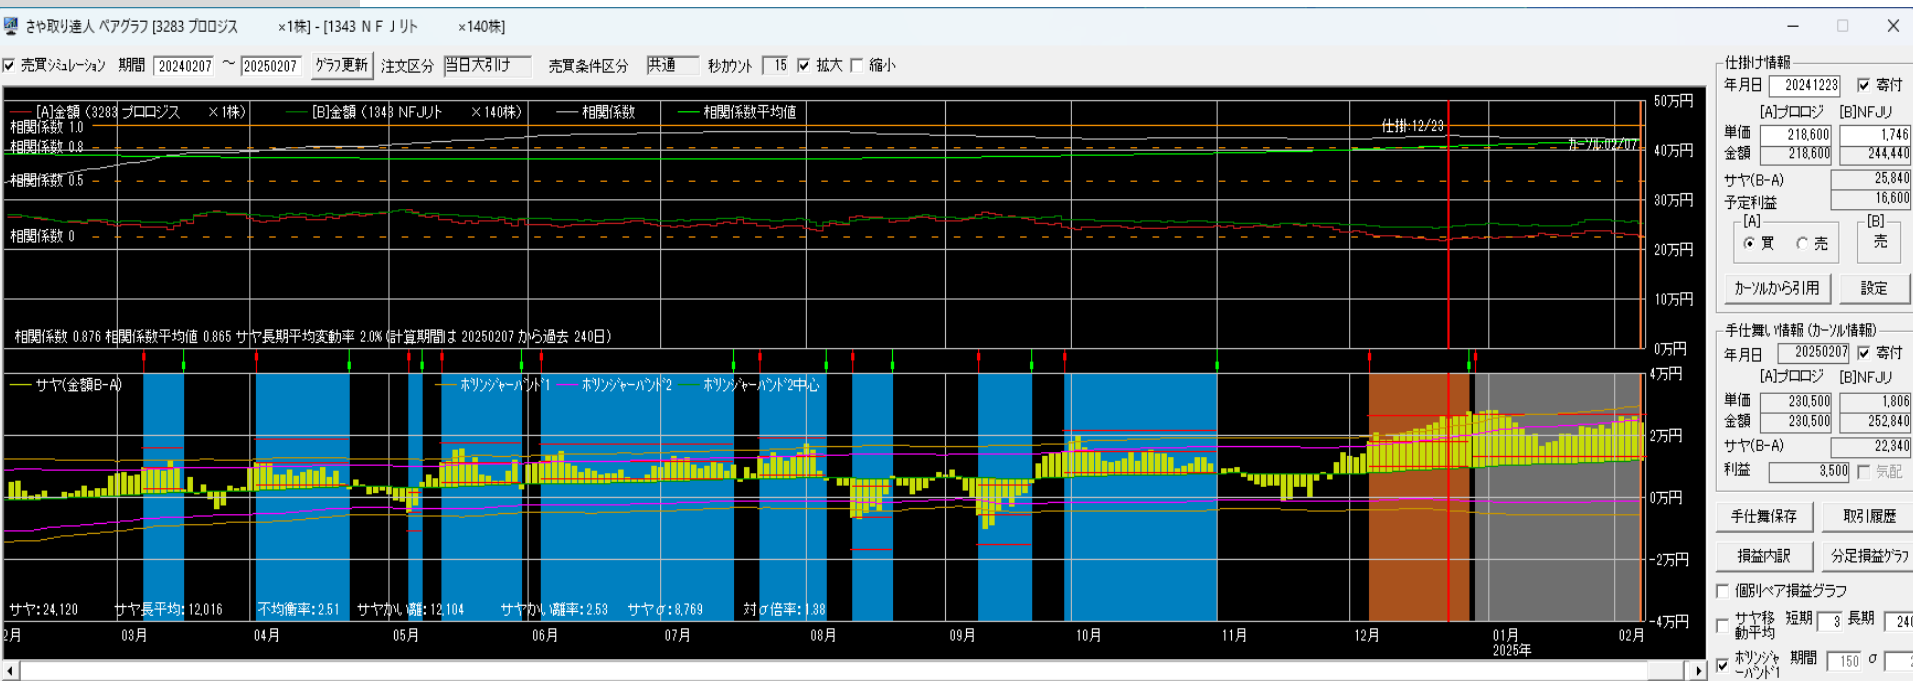 さや取り達人 ペアグラフ [3283 プロロジス ×1株] - [1343 ＮＦＪリト ×140株]
売買シミュレーション 期間 20240207 ～ 20250207 グラフ更新 注文区分 当日大引け 売買条件区分 共通 秒カウント 15 拡大 縮小
[A]金額 (3283 プロロジス ×1株) [B]金額 (1343 NFJリト ×140株) 相関係数 相関係数平均値
相関係数 1.0
相関係数 0.8
相関係数 0.5
相関係数 0
仕掛:12/23
カーソル:02/07
50万円
40万円
30万円
20万円
10万円
0万円
相関係数 0.876 相関係数平均値 0.865 サヤ長期平均変動率 2.0% (計算期間は 20250207 から過去 240日)
サヤ(金額B-A) ボリンジャーバンド1 ボリンジャーバンド2 ボリンジャーバンド2中心
4万円
2万円
0万円
-2万円
-4万円
サヤ:24,120 サヤ長平均:12,016 不均衡率:2.51 サヤかい離:12,104 サヤかい離率:2.53 サヤσ:8,769 対σ倍率:1.38
2月 03月 04月 05月 06月 07月 08月 09月 10月 11月 12月 01月 02月
2025年
仕掛け情報
年月日 20241223 寄付
[A]プロロジ [B]NFJリ
単価 218,600 1,746
金額 218,600 244,440
サヤ(B-A) 25,840
予定利益 16,600
[A] [B]
買 売 売
カーソルから引用 設定
手仕舞い情報 (カーソル情報)
年月日 20250207 寄付
[A]プロロジ [B]NFJリ
単価 230,500 1,806
金額 230,500 252,840
サヤ(B-A) 22,340
利益 3,500 気配
手仕舞保存 取引履歴
損益内訳 分足損益グラフ
個別ペア損益グラフ
サヤ移動平均 短期 3 長期 240
ボリンジャーバンド1 期間 150 σ